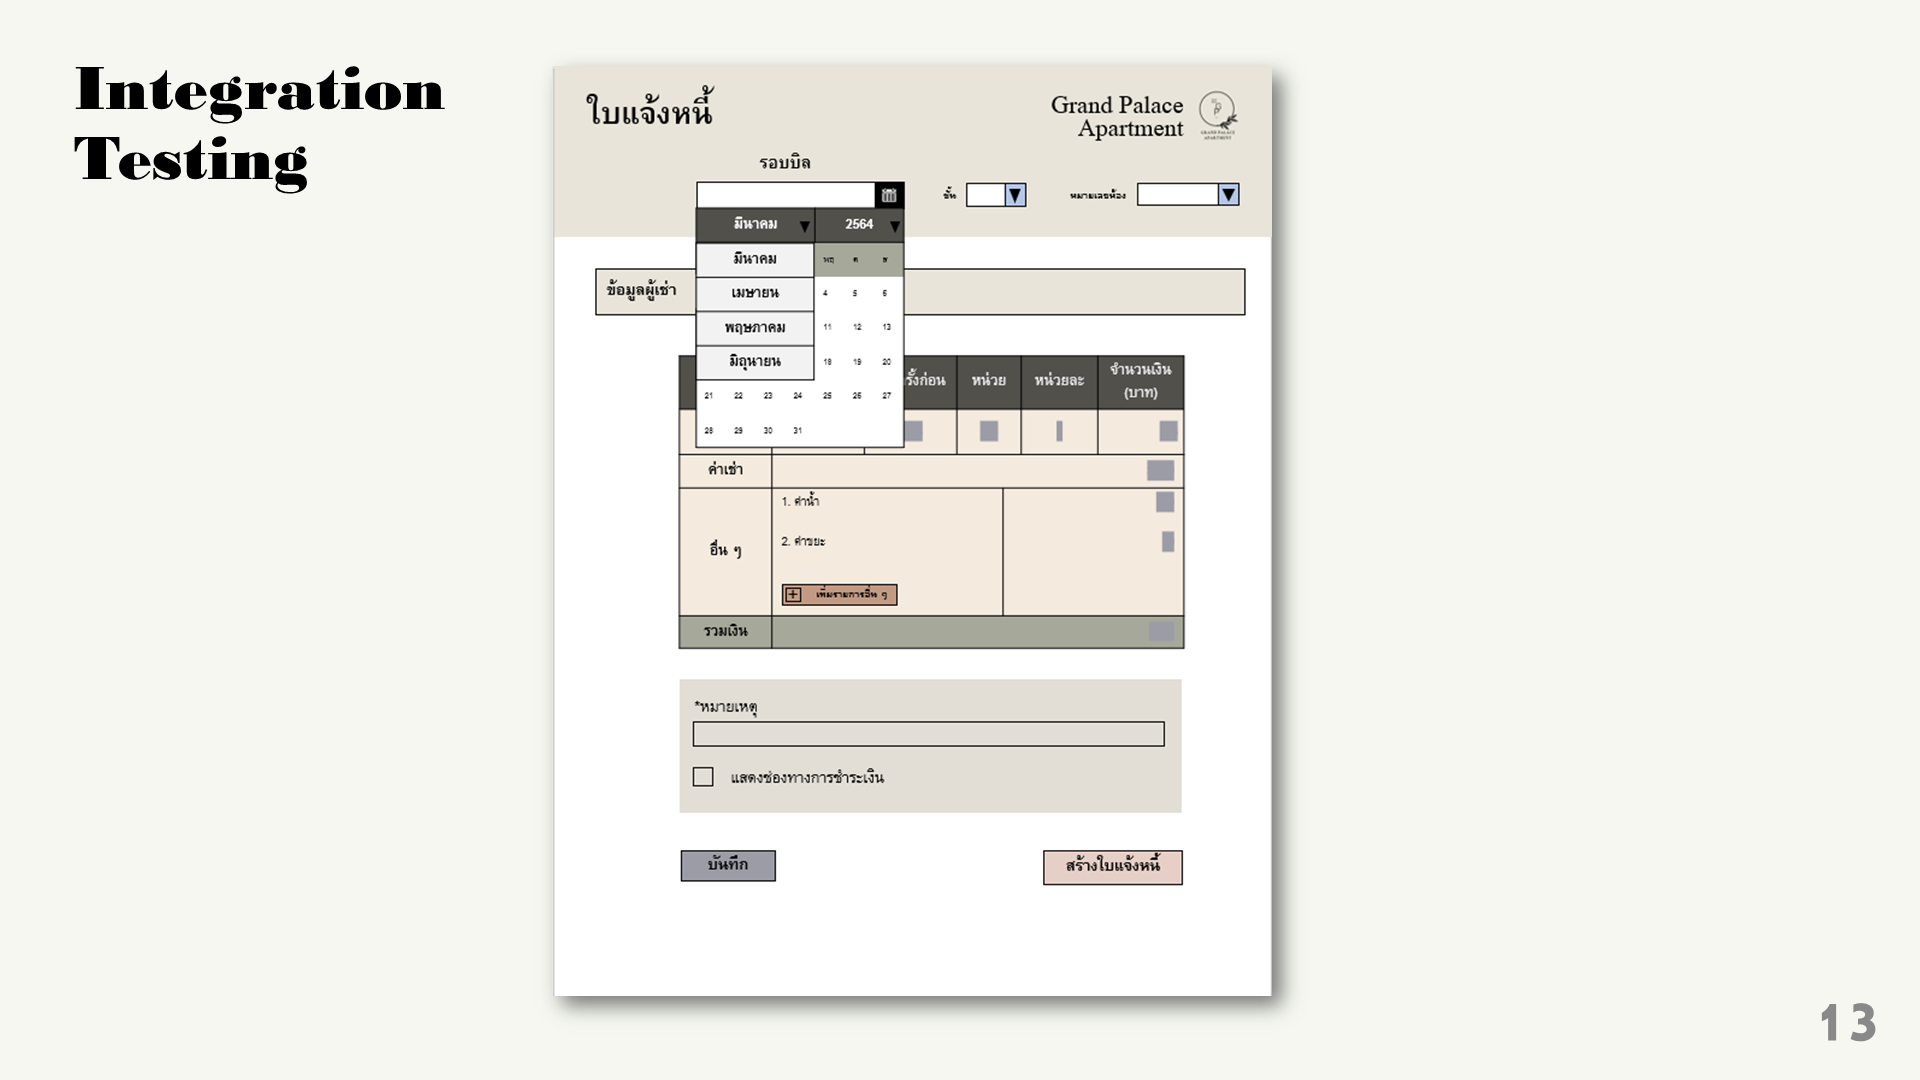 Integration
Testing
ใบแจ้งหนี้
Grand Palace
Apartment
GRAND PALACE
APARTMENT
รอบบิล
ชั้น
หมายเลขห้อง
มีนาคม
2564
มีนาคม
พฤ ศ ส
เมษายน
4 5 6
ข้อมูลผู้เช่า
พฤษภาคม
11 12 13
มิถุนายน
18 19 20
21 22 23 24 25 26 27
28 29 30 31
รั้งก่อน
หน่วย
หน่วยละ
จำนวนเงิน
(บาท)
ค่าเช่า
อื่น ๆ
1. ค่าน้ำ
2. ค่าขยะ
เพิ่มรายการอื่น ๆ
รวมเงิน
*หมายเหตุ
แสดงช่องทางการชำระเงิน
บันทึก
สร้างใบแจ้งหนี้
13